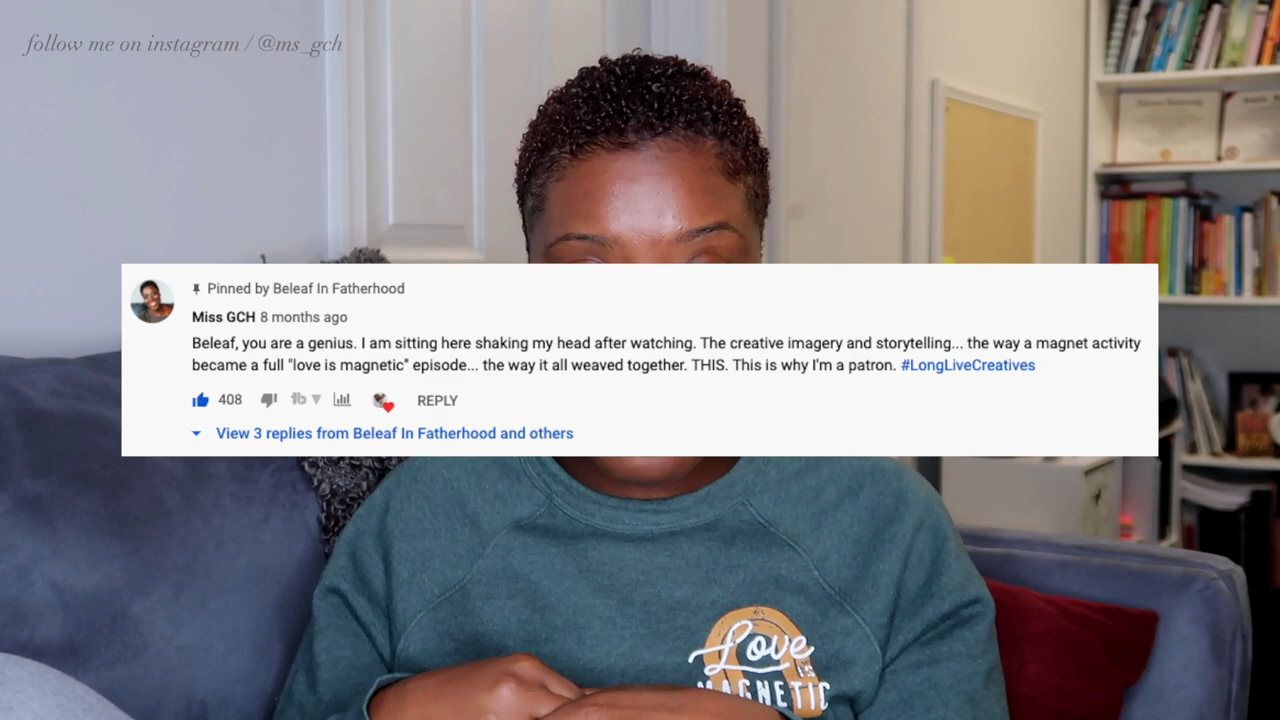 follow me on instagram / @ms_gch
Pinned by Beleaf In Fatherhood
Miss GCH 8 months ago
Beleaf, you are a genius. I am sitting here shaking my head after watching. The creative imagery and storytelling... the way a magnet activity
became a full "love is magnetic" episode... the way it all weaved together. THIS. This is why I'm a patron. #LongLiveCreatives
408
REPLY
View 3 replies from Beleaf In Fatherhood and others
Love
IS
MAGNETIC